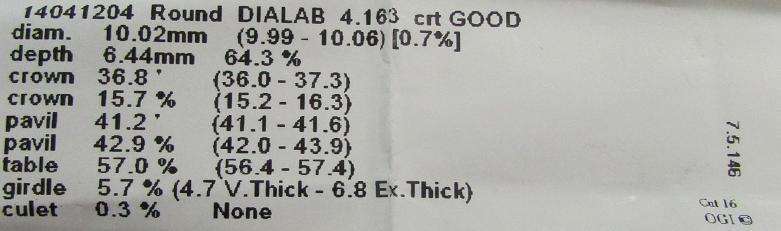 14041204 Round DIALAB 4.163 crt GOOD
diam. 10.02mm (9.99 - 10.06) [0.7%]
depth 6.44mm 64.3 %
crown 36.8 ° (36.0 - 37.3)
crown 15.7 % (15.2 - 16.3)
pavil 41.2 ° (41.1 - 41.6)
pavil 42.9 % (42.0 - 43.9)
table 57.0 % (56.4 - 57.4)
girdle 5.7 % (4.7 V.Thick - 6.8 Ex.Thick)
culet 0.3 % None
7.5.146
Cut 16
OGI ©